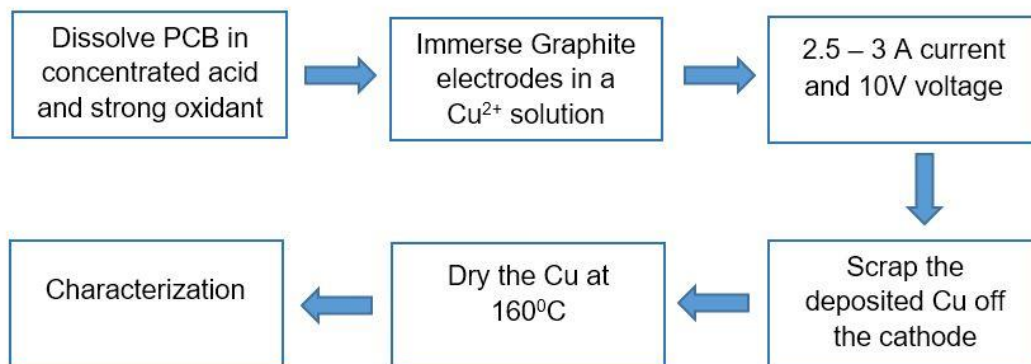 Dissolve PCB in
concentrated acid
and strong oxidant
Immerse Graphite
electrodes in a
Cu²⁺ solution
2.5 – 3 A current
and 10V voltage
Scrap the
deposited Cu off
the cathode
Dry the Cu at
160⁰C
Characterization